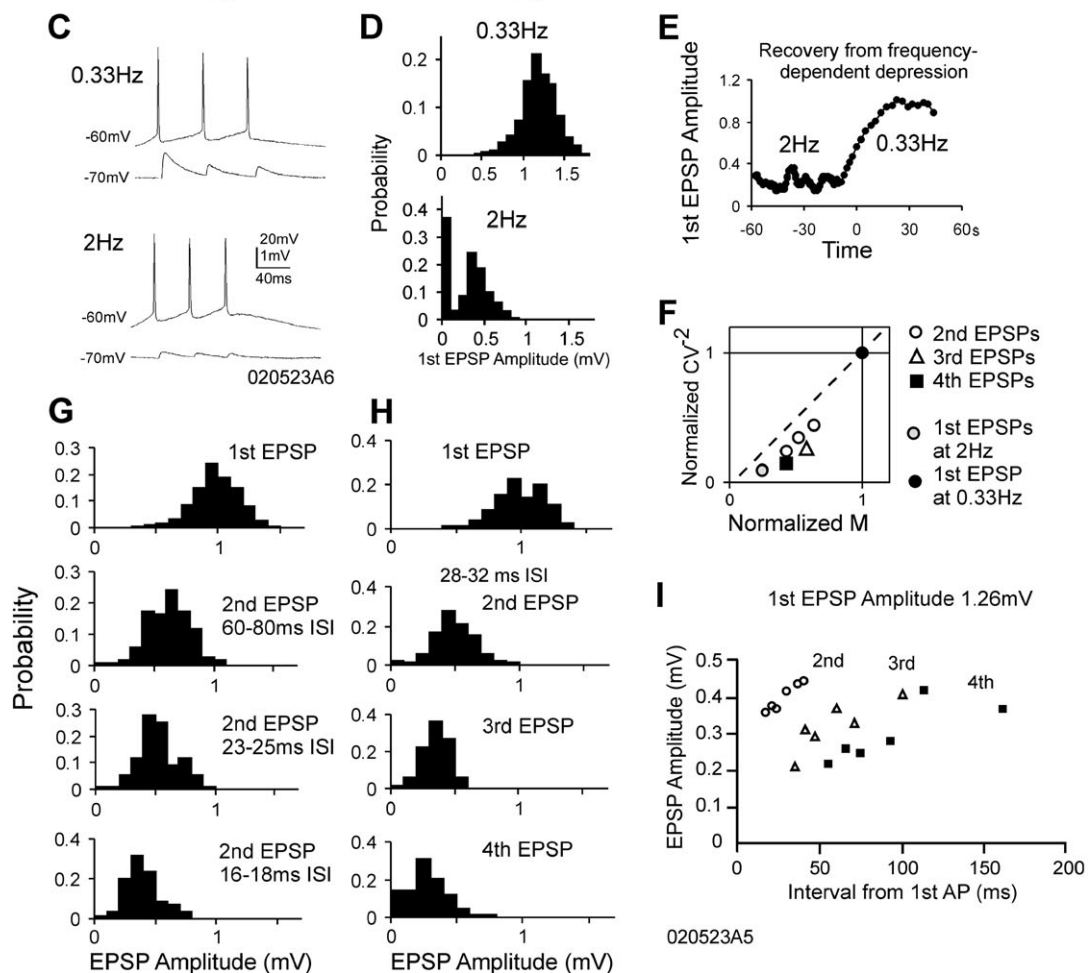 C
0.33Hz
-60mV
-70mV
2Hz
20mV
1mV
40ms
-60mV
-70mV
020523A6
D
0.33Hz
0.2
0.1
0
0 0.5 1 1.5
Probability
2Hz
0.4
0.3
0.2
0.1
0
0 0.5 1 1.5
1st EPSP Amplitude (mV)
E
Recovery from frequency-
dependent depression
1st EPSP Amplitude
1.2
0.8
0.4
0
2Hz
0.33Hz
-60 -30 0 30 60s
Time
F
Normalized CV-2
1
0
0 1
Normalized M
2nd EPSPs
3rd EPSPs
4th EPSPs
1st EPSPs
at 2Hz
1st EPSP
at 0.33Hz
G
Probability
0.3
0.2
0.1
0
1st EPSP
0 1
0.3
0.2
0.1
0
2nd EPSP
60-80ms ISI
0 1
0.3
0.2
0.1
0
2nd EPSP
23-25ms ISI
0 1
0.4
0.2
0
2nd EPSP
16-18ms ISI
0 1
EPSP Amplitude (mV)
H
0.4
0.2
0
1st EPSP
0 1
28-32 ms ISI
2nd EPSP
0.4
0.2
0
0 1
3rd EPSP
0.4
0.2
0
0 1
4th EPSP
0.4
0.2
0
0 1
EPSP Amplitude (mV)
I
1st EPSP Amplitude 1.26mV
EPSP Amplitude (mV)
0.5
0.4
0.3
0.2
0.1
0
2nd
3rd
4th
0 50 100 150 200
Interval from 1st AP (ms)
020523A5